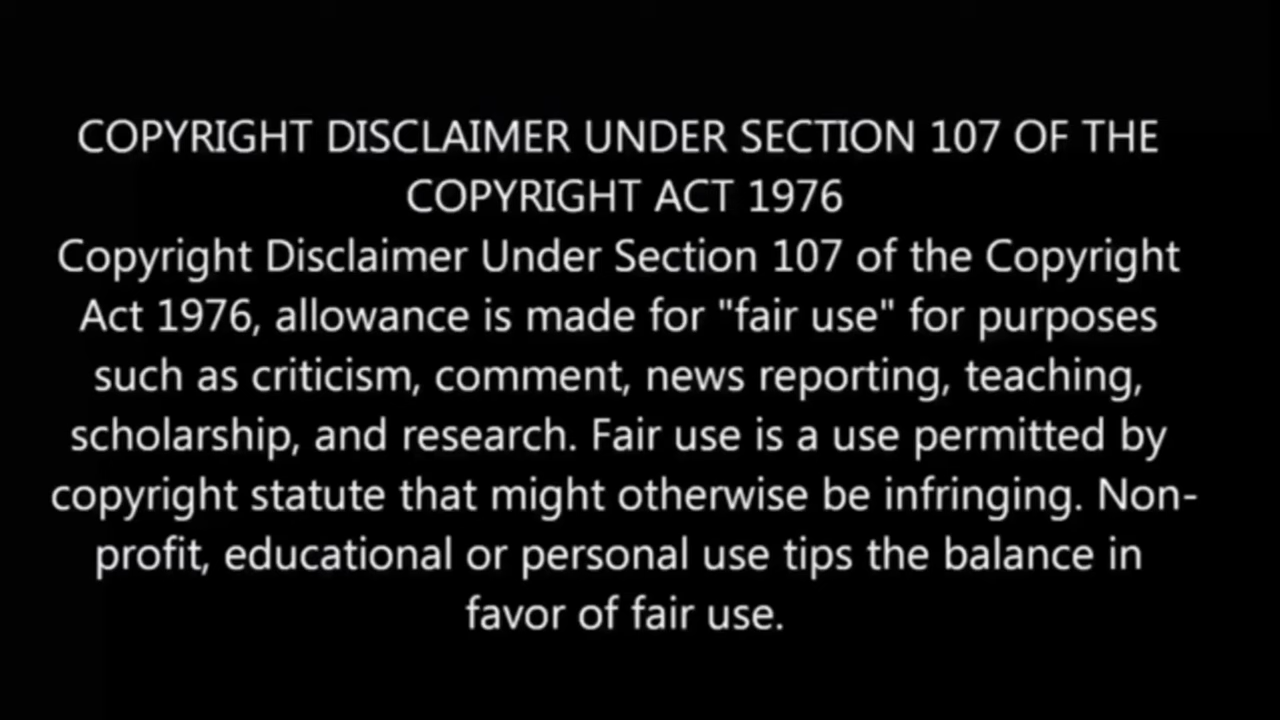 COPYRIGHT DISCLAIMER UNDER SECTION 107 OF THE
COPYRIGHT ACT 1976
Copyright Disclaimer Under Section 107 of the Copyright
Act 1976, allowance is made for "fair use" for purposes
such as criticism, comment, news reporting, teaching,
scholarship, and research. Fair use is a use permitted by
copyright statute that might otherwise be infringing. Non-
profit, educational or personal use tips the balance in
favor of fair use.